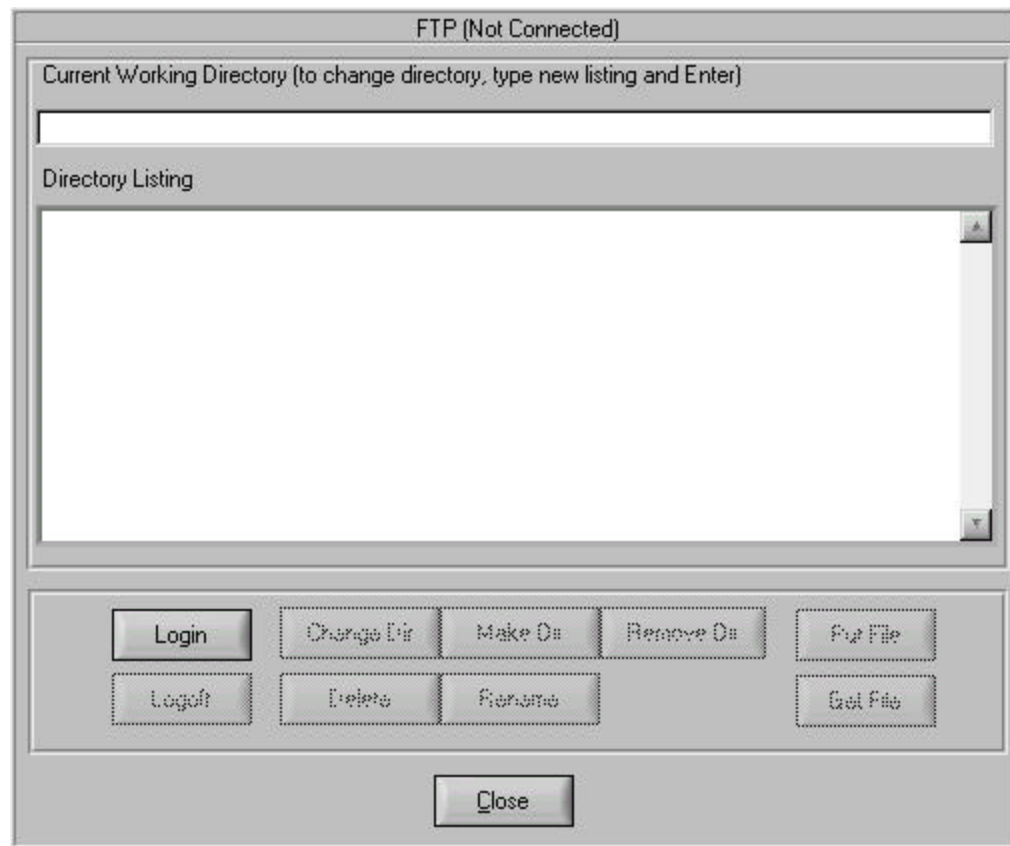 FTP (Not Connected)
Current Working Directory (to change directory, type new listing and Enter)
Directory Listing
Login
Change Dir
Make Dir
Remove Dir
Put File
Logoff
Delete
Rename
Get File
Close